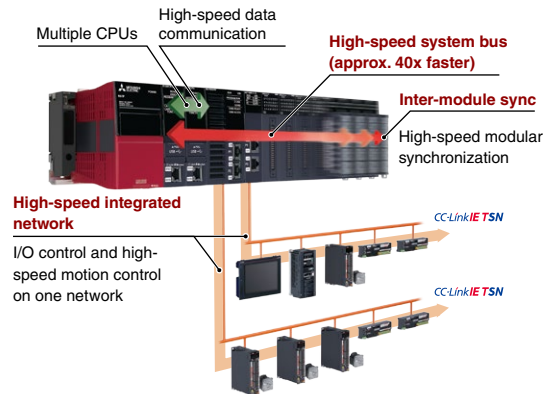 High-speed data
communication
Multiple CPUs
High-speed system bus
(approx. 40x faster)
Inter-module sync
High-speed modular
synchronization
MITSUBISHI
High-speed integrated
network
I/O control and high-
speed motion control
on one network
CC-Link IE TSN
CC-Link IE TSN